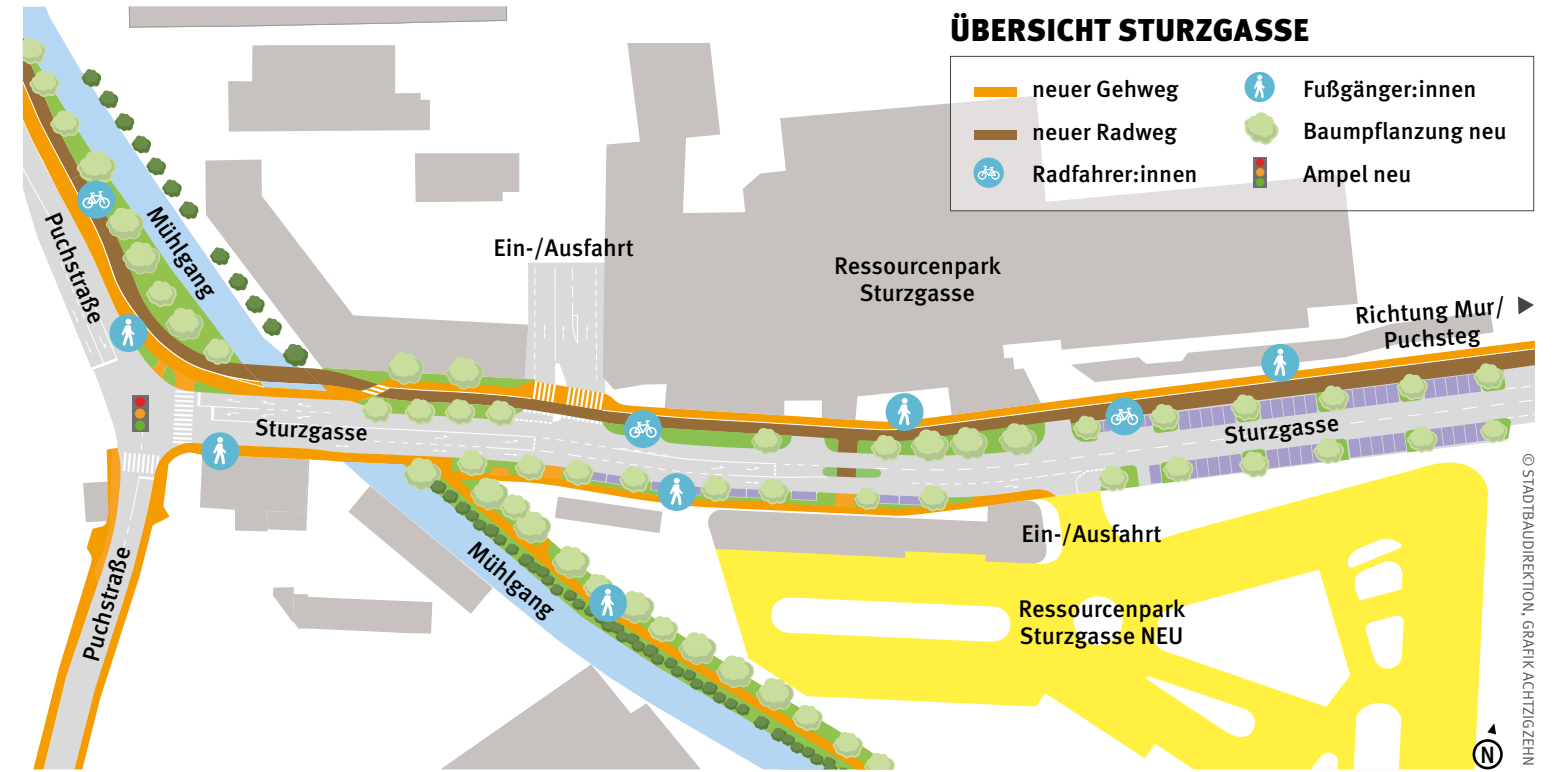 ÜBERSICHT STURZGASSE
neuer Gehweg
neuer Radweg
Radfahrer:innen
Fußgänger:innen
Baumpflanzung neu
Ampel neu
Puchstraße
Mühlgang
Ein-/Ausfahrt
Ressourcenpark
Sturzgasse
Richtung Mur/
Puchsteg
Sturzgasse
Sturzgasse
Ein-/Ausfahrt
Mühlgang
Puchstraße
Ressourcenpark
Sturzgasse NEU
© STADTBAUDIREKTION, GRAFIK ACHTZIGZEHN
N